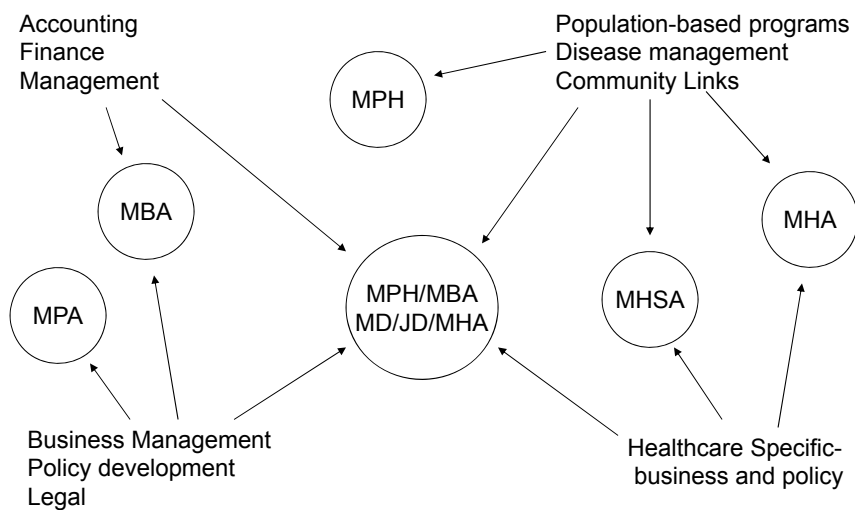 Accounting
Finance
Management
Population-based programs
Disease management
Community Links
MPH
MBA
MHA
MPH/MBA
MD/JD/MHA
MHSA
MPA
Business Management
Policy development
Legal
Healthcare Specific-
business and policy